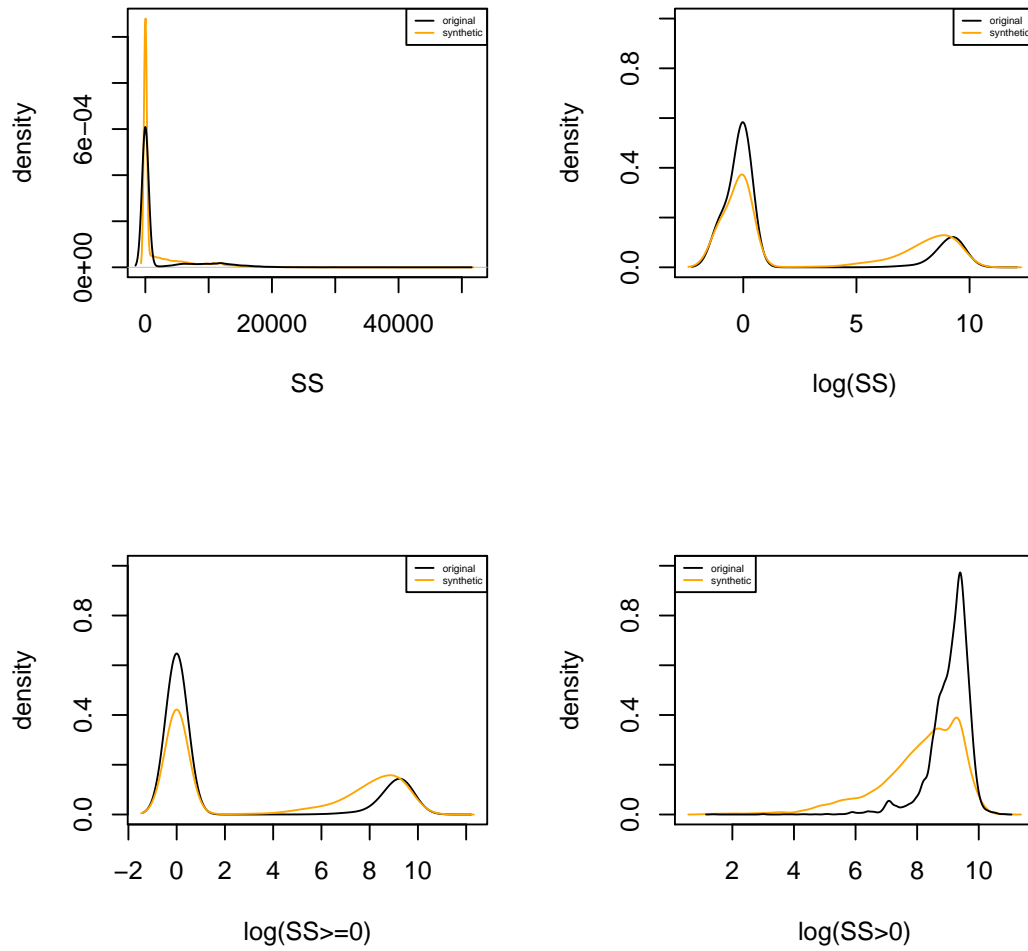 original
synthetic
density
0e+00 6e−04
0 20000 40000
SS
original
synthetic
density
0.0 0.4 0.8
0 5 10
log(SS)
original
synthetic
density
0.0 0.4 0.8
−2 0 2 4 6 8 10
log(SS>=0)
original
synthetic
density
0.0 0.4 0.8
2 4 6 8 10
log(SS>0)